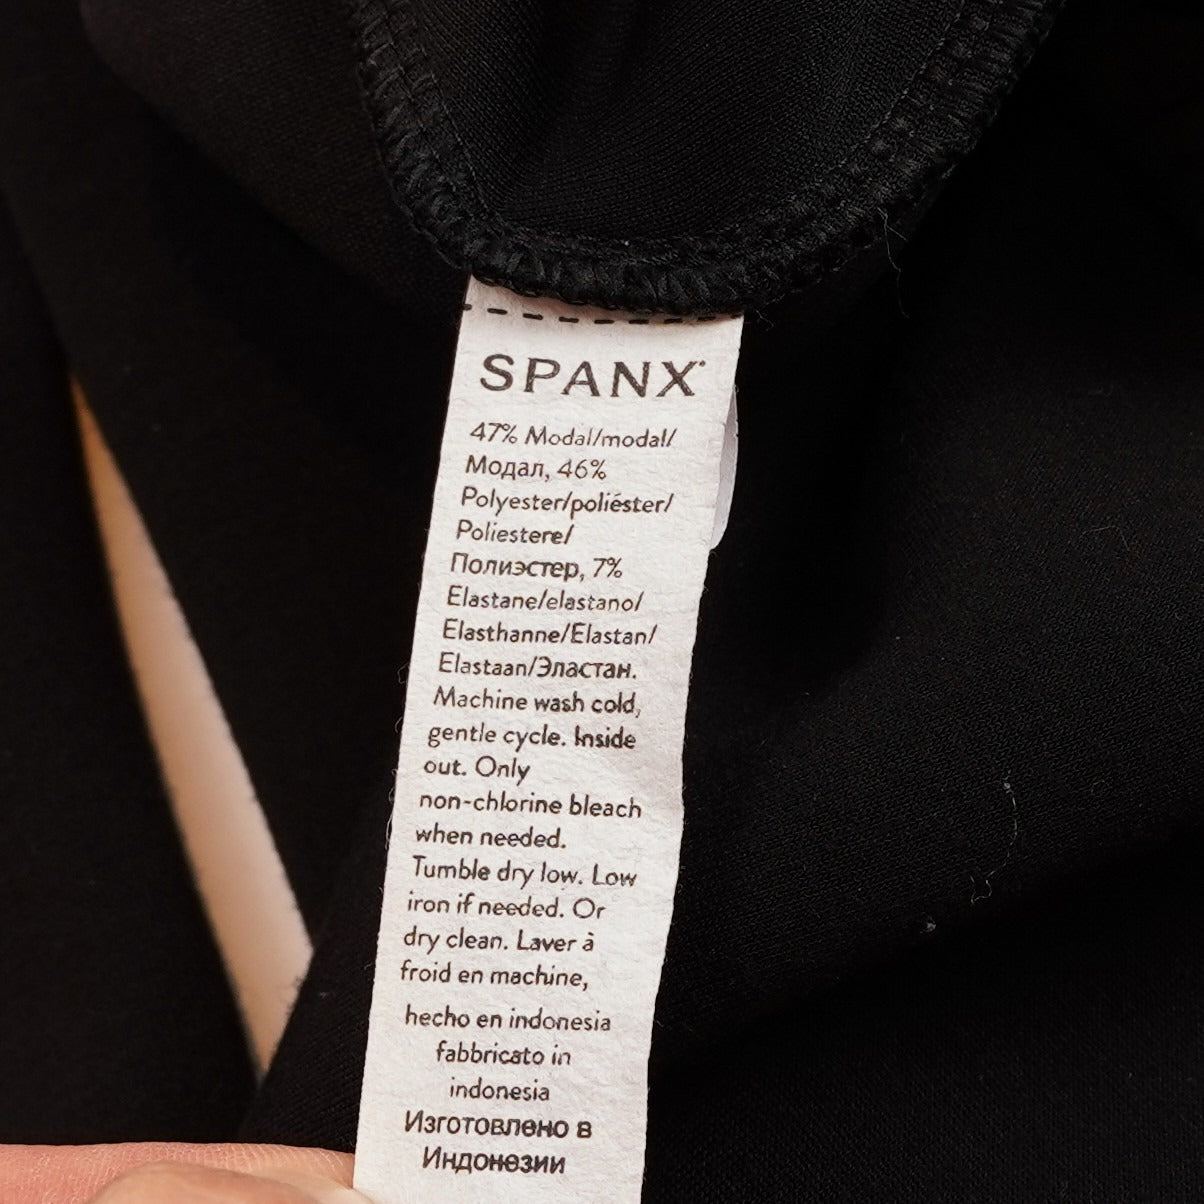 SPANX
47% Modal/modal/
Модал, 46%
Polyester/poliéster/
Poliestere/
Полиэстер, 7%
Elastane/elastano/
Elasthanne/Elastan/
Elastaan/Эластан.
Machine wash cold,
gentle cycle. Inside
out. Only
non-chlorine bleach
when needed.
Tumble dry low. Low
iron if needed. Or
dry clean. Laver à
froid en machine,
hecho en indonesia
fabbricato in
indonesia
Изготовлено в
Индонезии